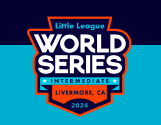 Little League
WORLD
SERIES
INTERMEDIATE
LIVERMORE, CA
2024